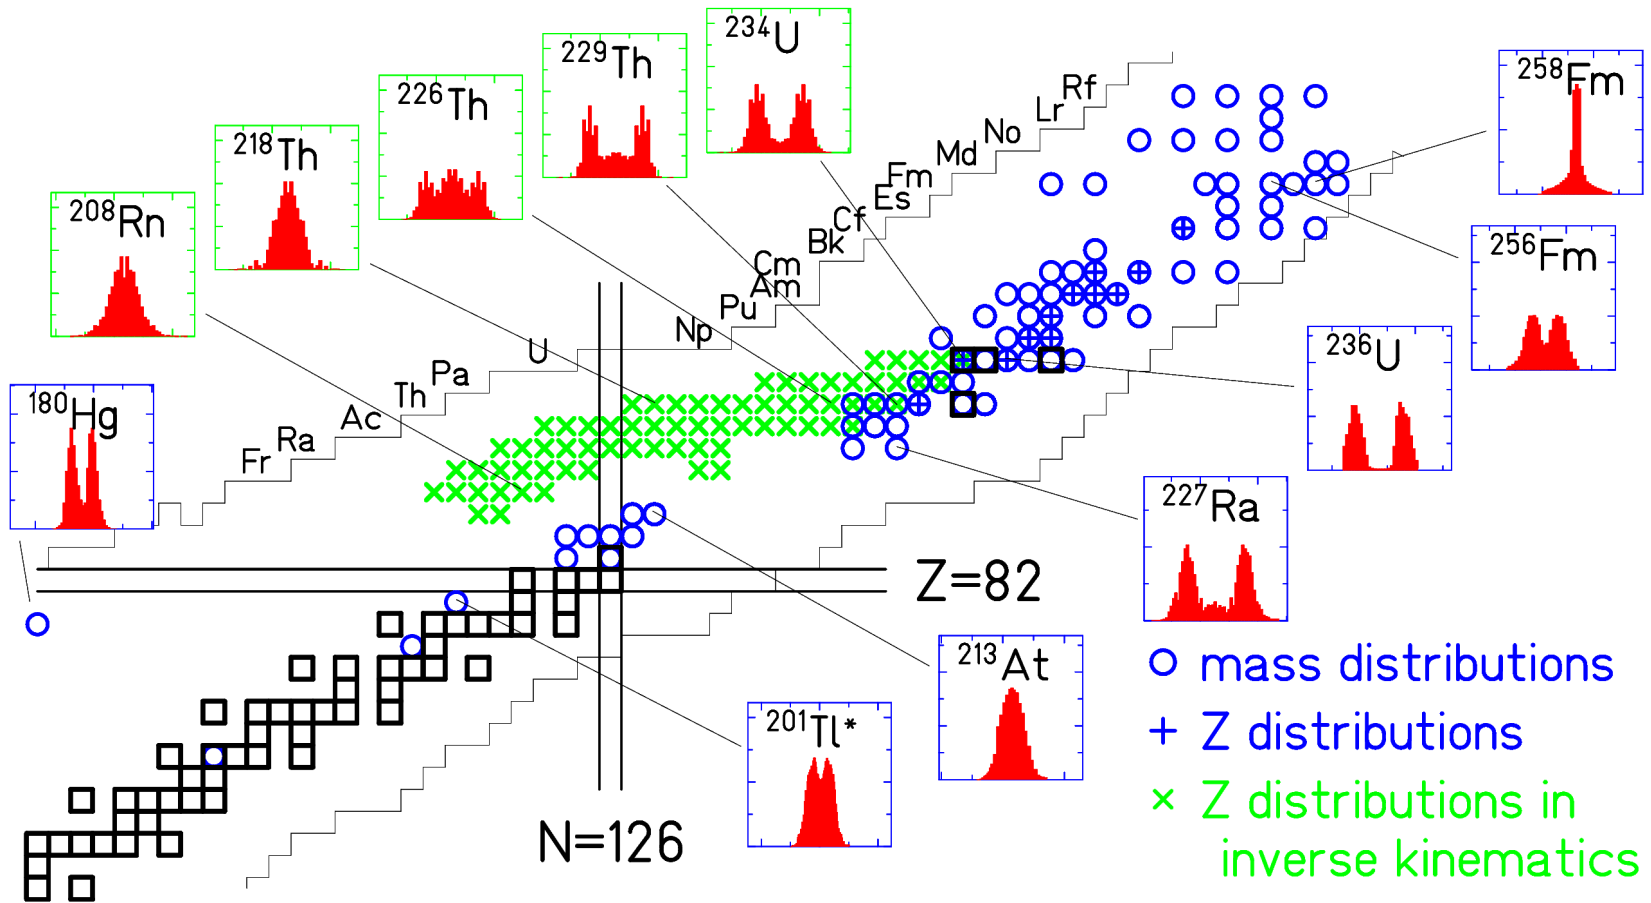 234U
229Th
226Th
218Th
208Rn
180Hg
258Fm
256Fm
236U
227Ra
213At
201Tl*
Rf
Lr
No
Md
Fm
Es
Cf
Bk
Cm
Am
Pu
Np
U
Pa
Th
Ac
Ra
Fr
Z=82
N=126
mass distributions
Z distributions
Z distributions in
inverse kinematics